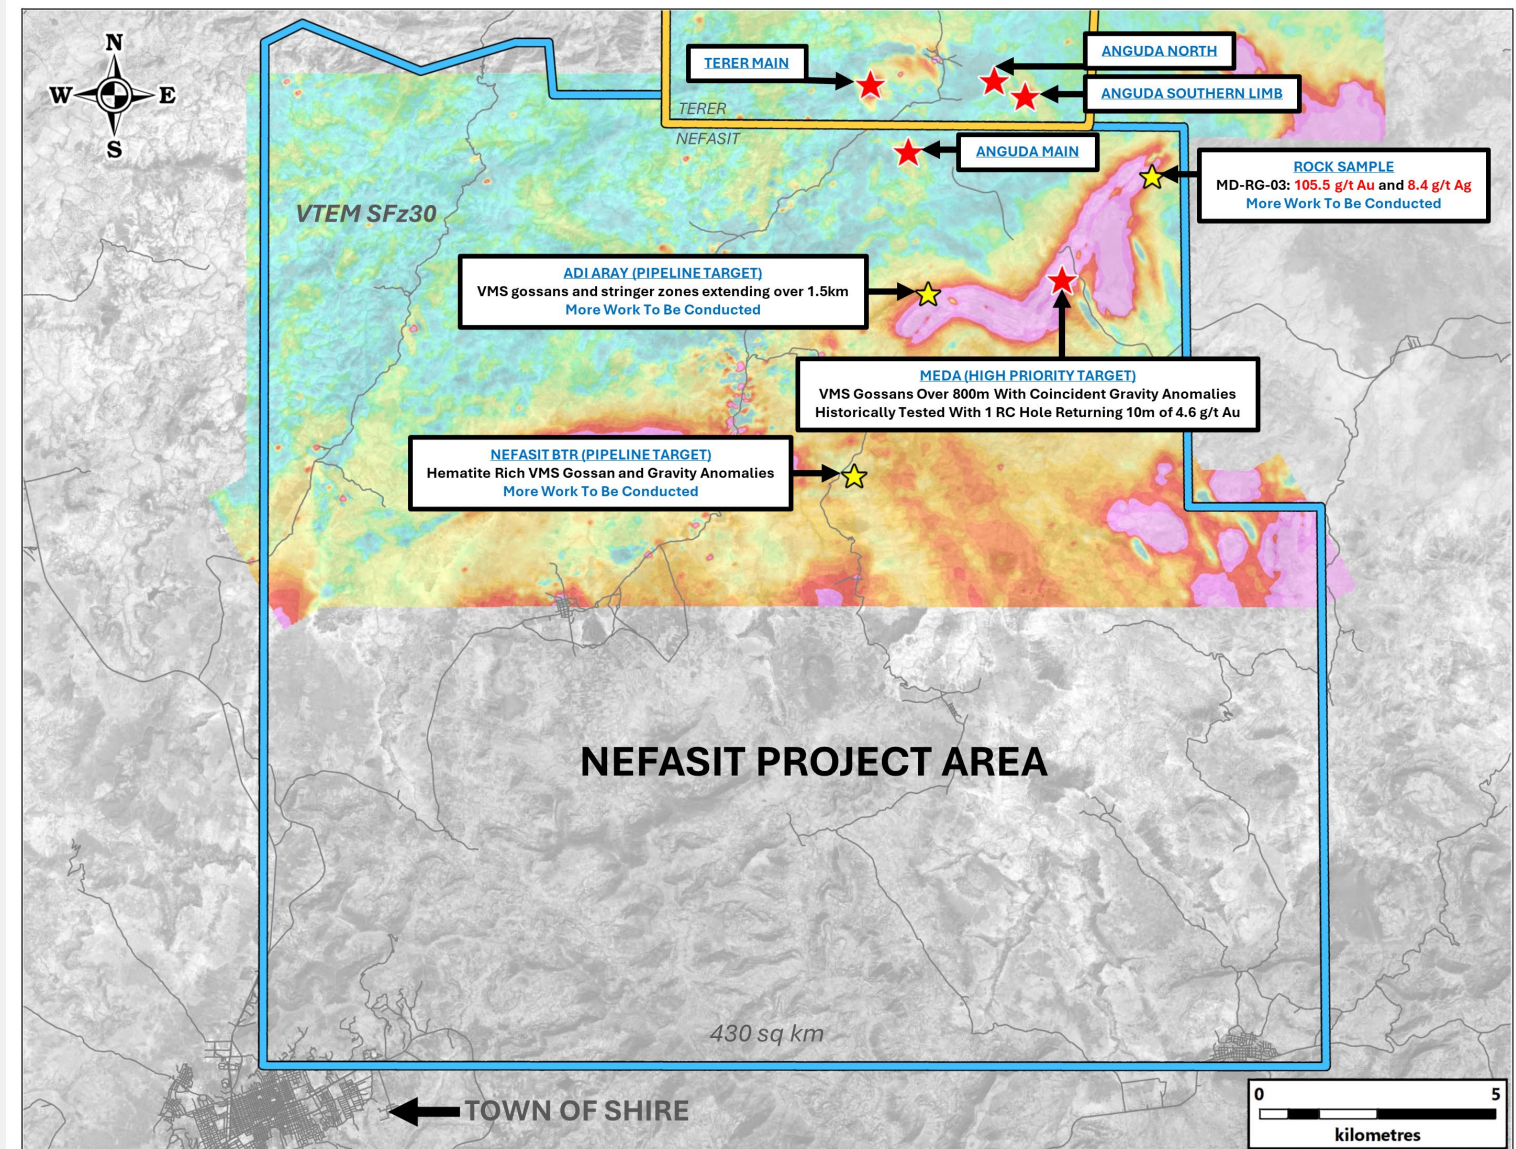 N
W E
S
TERER MAIN
ANGUDA NORTH
ANGUDA SOUTHERN LIMB
TERER
NEFASIT
ANGUDA MAIN
ROCK SAMPLE
MD-RG-03: 105.5 g/t Au and 8.4 g/t Ag
More Work To Be Conducted
VTEM SFz30
ADI ARAY (PIPELINE TARGET)
VMS gossans and stringer zones extending over 1.5km
More Work To Be Conducted
MEDA (HIGH PRIORITY TARGET)
VMS Gossans Over 800m With Coincident Gravity Anomalies
Historically Tested With 1 RC Hole Returning 10m of 4.6 g/t Au
NEFASIT BTR (PIPELINE TARGET)
Hematite Rich VMS Gossan and Gravity Anomalies
More Work To Be Conducted
NEFASIT PROJECT AREA
430 sq km
TOWN OF SHIRE
0 5
kilometres